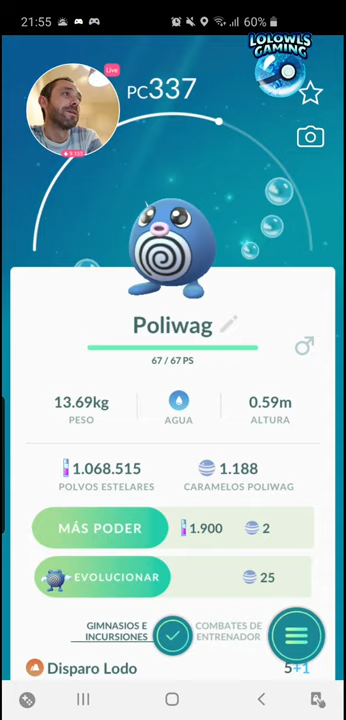 21:55
60%
LOLOWLS
GAMING
Live
PC337
Poliwag
67 / 67 PS
13.69kg
0.59m
PESO
AGUA
ALTURA
1.068.515
1.188
POLVOS ESTELARES
CARAMELOS POLIWAG
MÁS PODER
1.900
2
EVOLUCIONAR
25
GIMNASIOS E
INCURSIONES
COMBATES DE
ENTRENADOR
Disparo Lodo
5+1